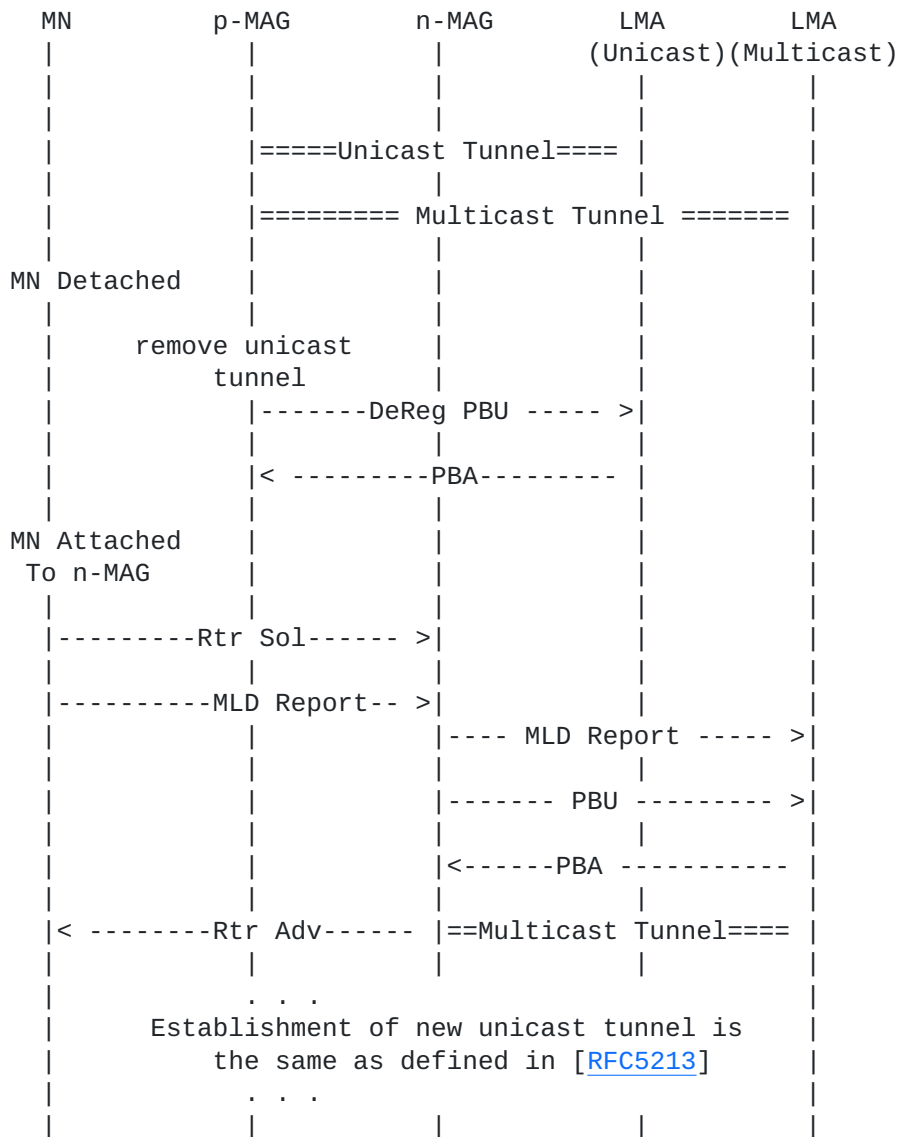 MN p-MAG n-MAG LMA LMA
| | | (Unicast)(Multicast)
| | | | |
| | | | |
| |=====Unicast Tunnel==== | |
| | | | |
| |========= Multicast Tunnel ======= |
| | | | |
MN Detached | | | |
| | | | |
| remove unicast | | |
| tunnel | | |
| |-------DeReg PBU ----- >| |
| | | | |
| |< ---------PBA--------- | |
| | | | |
MN Attached | | | |
To n-MAG | | | |
| | | | |
|---------Rtr Sol------ >| | |
| | | | |
|----------MLD Report-- >| | |
| | |---- MLD Report ----- >|
| | | | |
| | |------- PBU --------- >|
| | | | |
| | |<------PBA ----------- |
| | | | |
|< --------Rtr Adv------ |==Multicast Tunnel==== |
| | | | |
| . . . |
| Establishment of new unicast tunnel is |
| the same as defined in [RFC5213] |
| . . . |
| | | | |